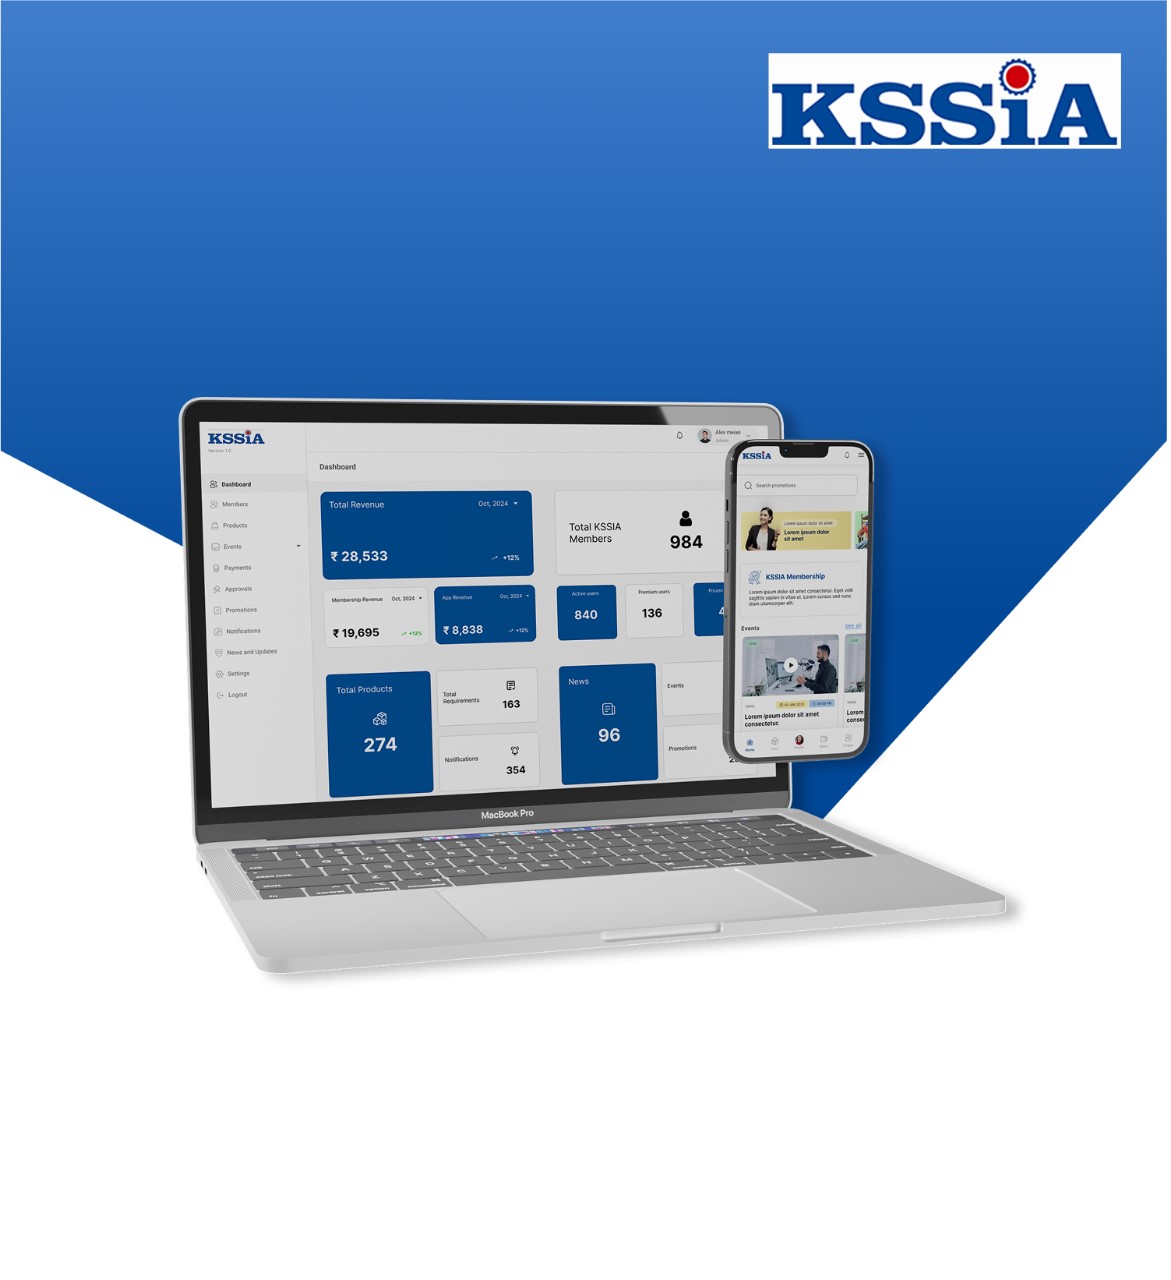 KSSiA
KSSiA
Version 1.0
Alex meian
Admin
Dashboard
Dashboard
Members
Products
Events
Payments
Approvals
Promotions
Notifications
News and Updates
Settings
Logout
Total Revenue
Oct, 2024
₹ 28,533
+12%
Total KSSIA
Members
984
Membership Revenue
Oct, 2024
₹ 19,695
+12%
App Revenue
Oct, 2024
₹ 8,838
+12%
Active users
840
Premium users
136
Frozen
Total Products
274
Total
Requirements
163
Notifications
354
News
96
Events
Promotions
MacBook Pro
control
option
command
KSSiA
Search promotions
Lorem ipsum dolor sit amet
Lorem ipsum dolor
sit amet
KSSIA Membership
Lorem ipsum dolor sit amet consectetur. Eget velit
sagittis sapien in vitae ut. Lorem cursus sed nunc
diam ullamcorper elit.
Events
see all
Lorem ipsum dolor sit amet
consectetur.
Lorem
conse
Home